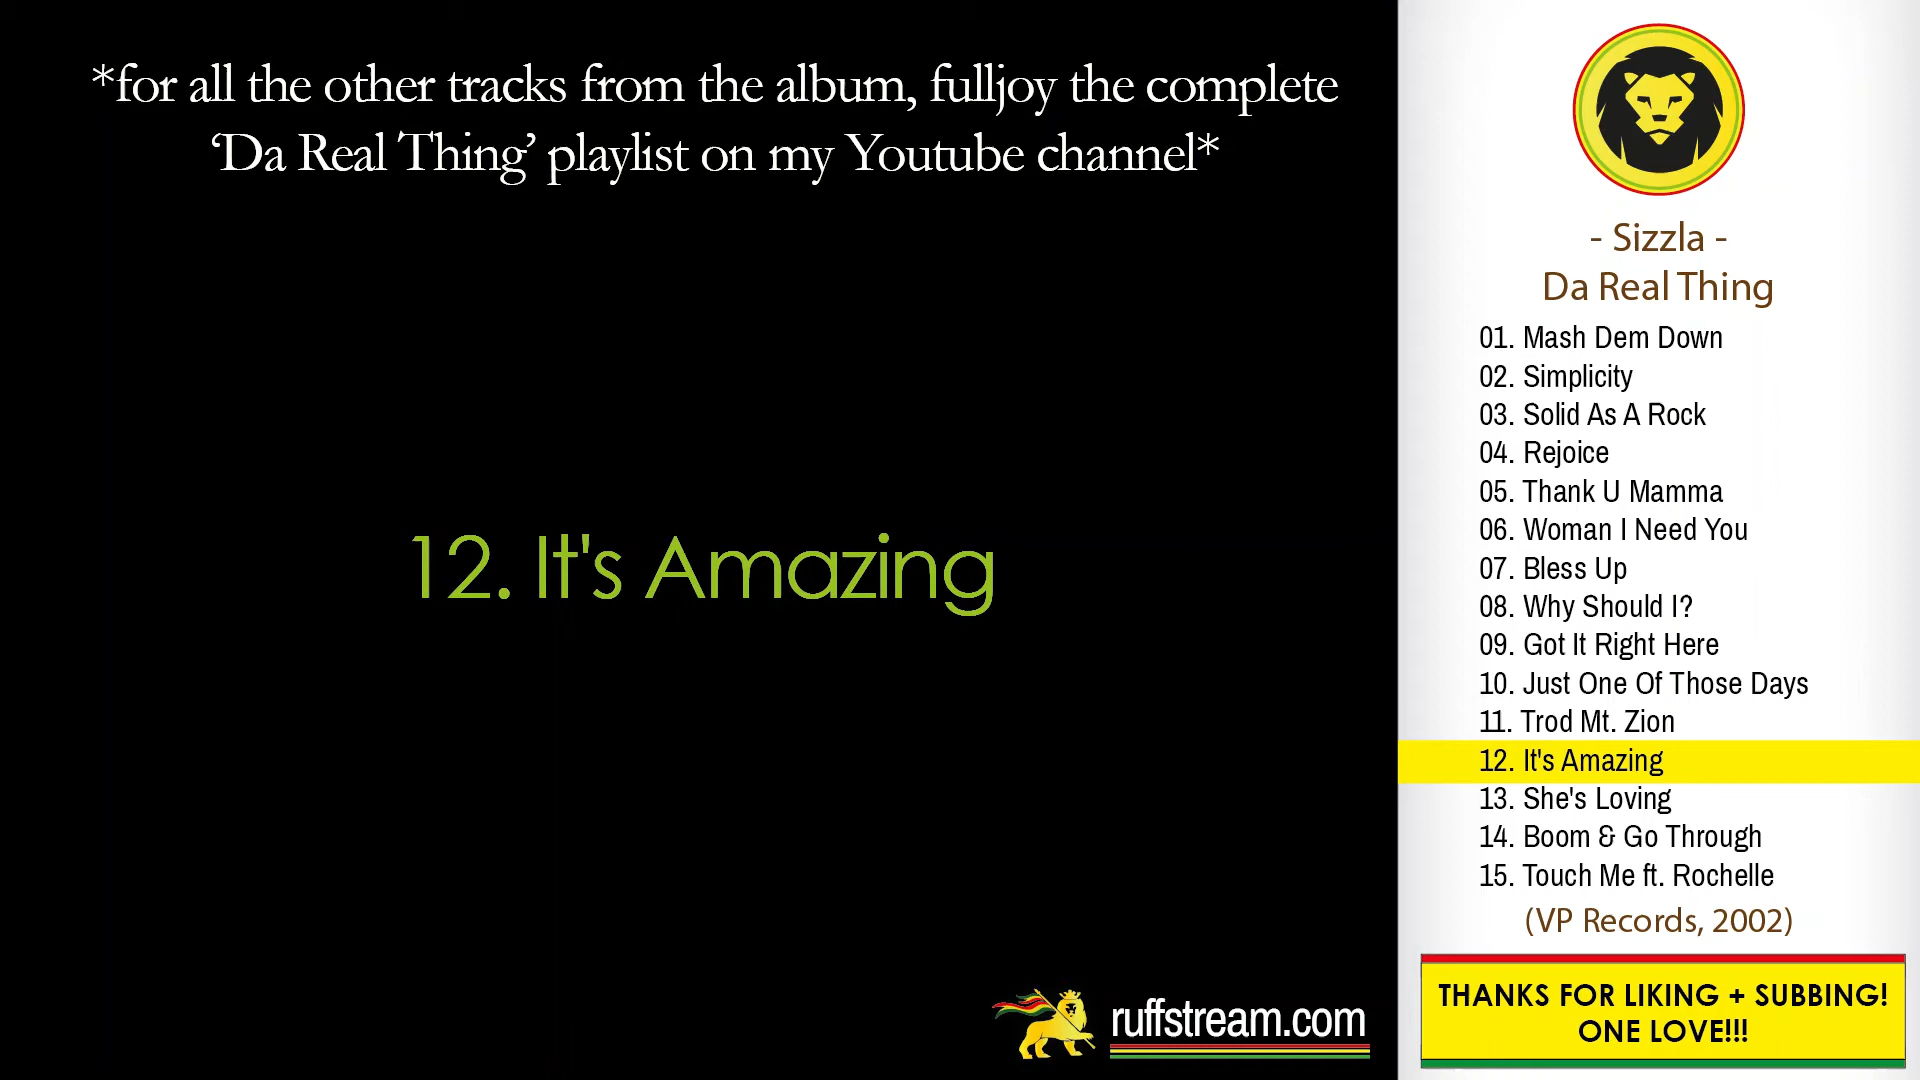 *for all the other tracks from the album, fulljoy the complete
‘Da Real Thing’ playlist on my Youtube channel*
12. It's Amazing
ruffstream.com
- Sizzla -
Da Real Thing
01. Mash Dem Down
02. Simplicity
03. Solid As A Rock
04. Rejoice
05. Thank U Mamma
06. Woman I Need You
07. Bless Up
08. Why Should I?
09. Got It Right Here
10. Just One Of Those Days
11. Trod Mt. Zion
12. It's Amazing
13. She's Loving
14. Boom & Go Through
15. Touch Me ft. Rochelle
(VP Records, 2002)
THANKS FOR LIKING + SUBBING!
ONE LOVE!!!